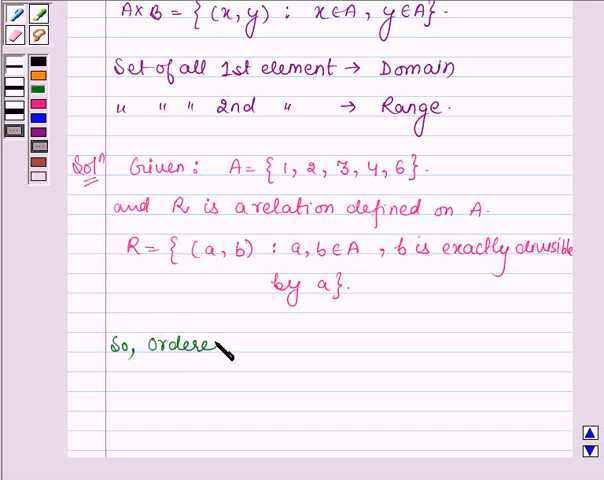 A×B = { (x, y) : x∈A, y∈A}.
Set of all 1st element → Domain
" " " 2nd " → Range.
Solⁿ Given: A = { 1, 2, 3, 4, 6}.
and R is a relation defined on A.
R = { (a, b) : a, b ∈ A , b is exactly divisible
by a}.
So, Ordere